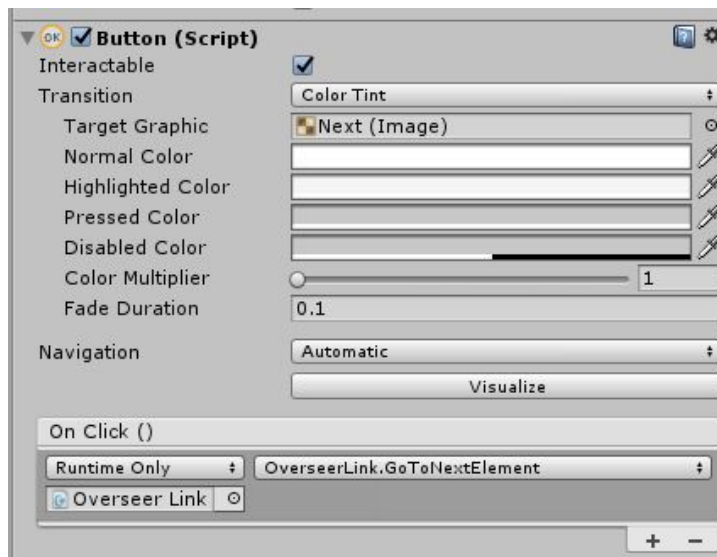 OK Button (Script)
Interactable
Transition Color Tint
Target Graphic Next (Image)
Normal Color
Highlighted Color
Pressed Color
Disabled Color
Color Multiplier 1
Fade Duration 0.1
Navigation Automatic
Visualize
On Click ()
Runtime Only OverseerLink.GoToNextElement
Overseer Link
+ −